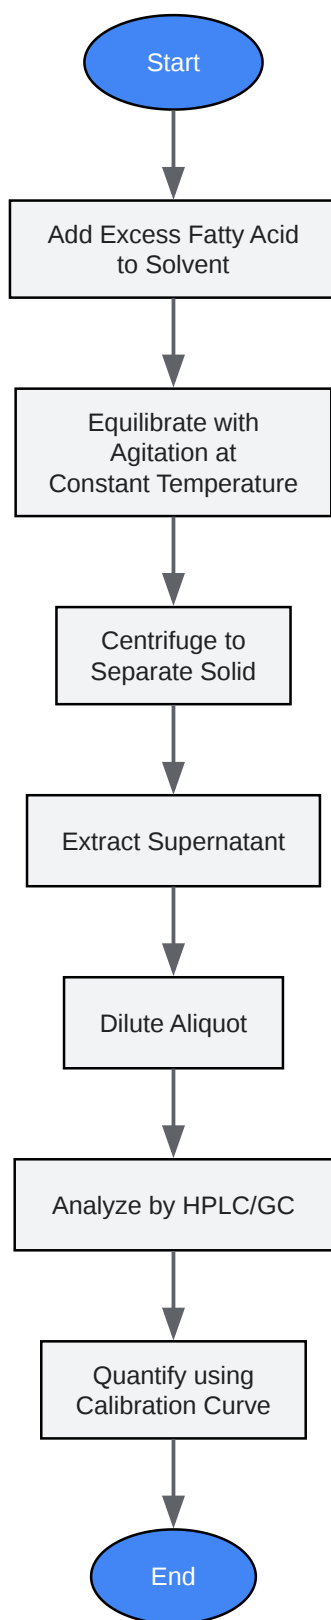 Start
Add Excess Fatty Acid
to Solvent
Equilibrate with
Agitation at
Constant Temperature
Centrifuge to
Separate Solid
Extract Supernatant
Dilute Aliquot
Analyze by HPLC/GC
Quantify using
Calibration Curve
End